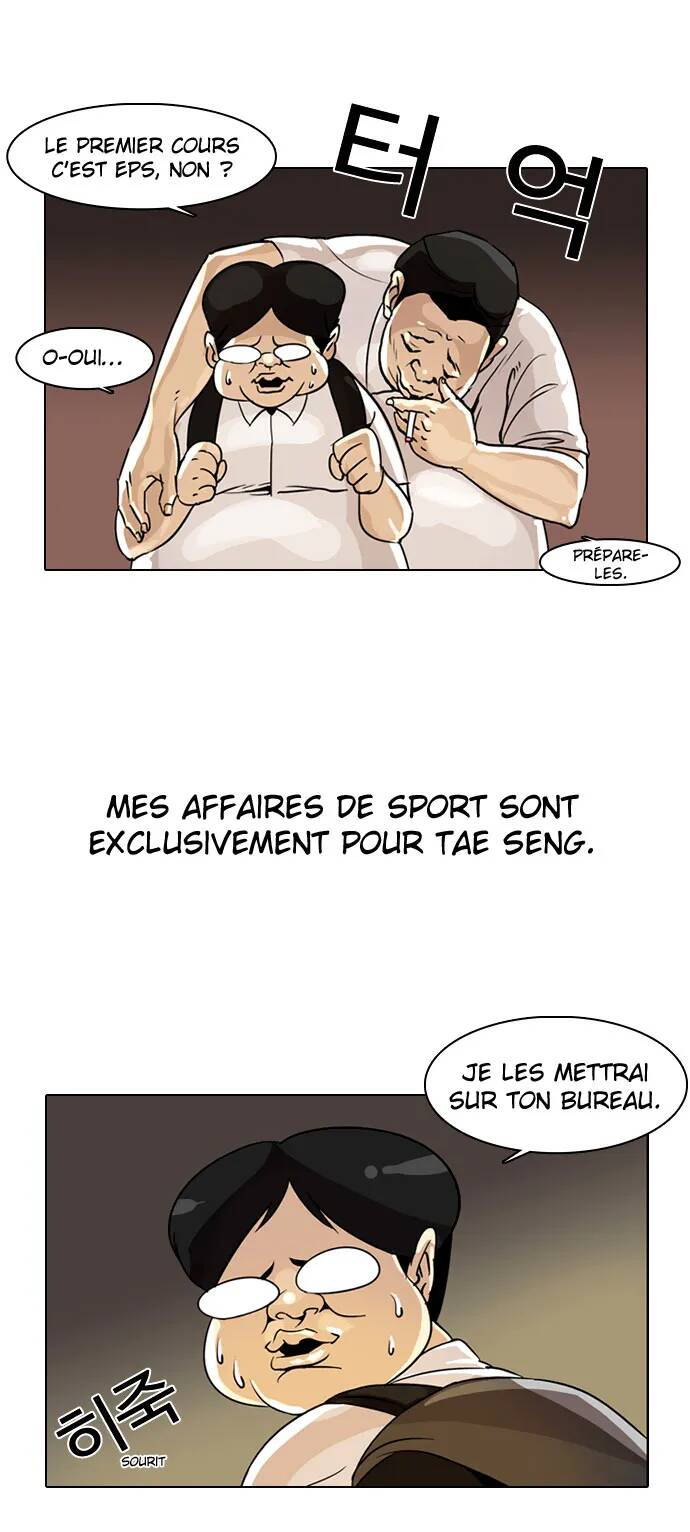 LE PREMIER COURS
C'EST EPS, NON ?
터 억
O-OUI...
PRÉPARE-
LES.
MES AFFAIRES DE SPORT SONT
EXCLUSIVEMENT POUR TAE SENG.
JE LES METTRAI
SUR TON BUREAU.
히죽
SOURIT